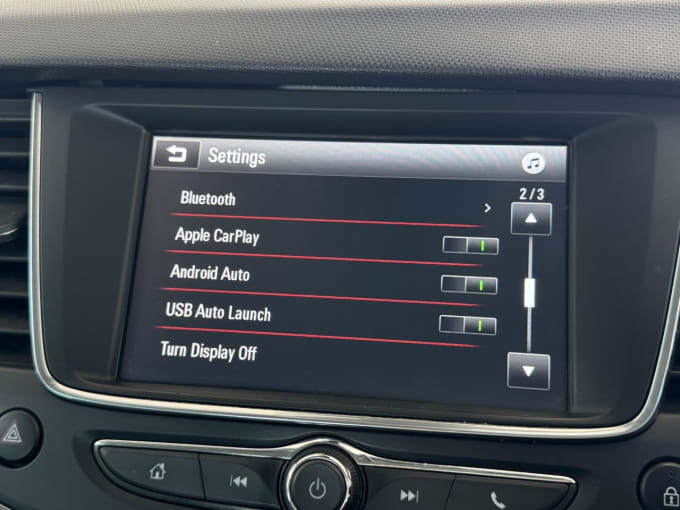 Settings
2/3
Bluetooth
Apple CarPlay
Android Auto
USB Auto Launch
Turn Display Off